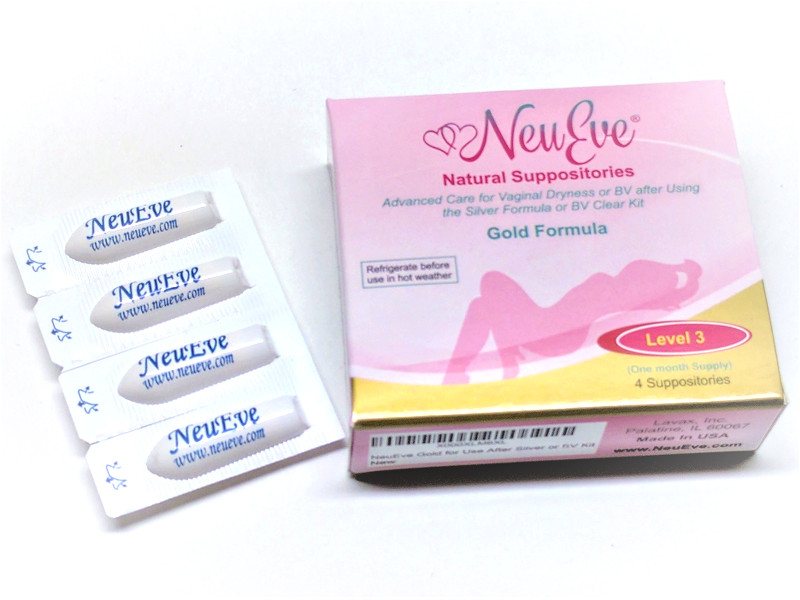 NeuEve
www.neueve.com
NeuEve
www.neueve.com
NeuEve
www.neueve.com
NeuEve
www.neueve.com
NeuEve®
Natural Suppositories
Advanced Care for Vaginal Dryness or BV after Using
the Silver Formula or BV Clear Kit
Gold Formula
Refrigerate before
use in hot weather
Level 3
(One month Supply)
4 Suppositories
NeuEve Gold for Use After Silver or BV Kit
New
Lavax, Inc.
Palatine, IL 60067
Made In USA
www.NeuEve.com